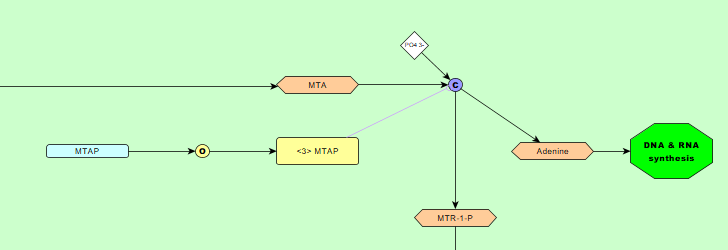 PO4 3-
MTA
C
MTAP
O
<3> MTAP
Adenine
DNA & RNA
synthesis
MTR-1-P